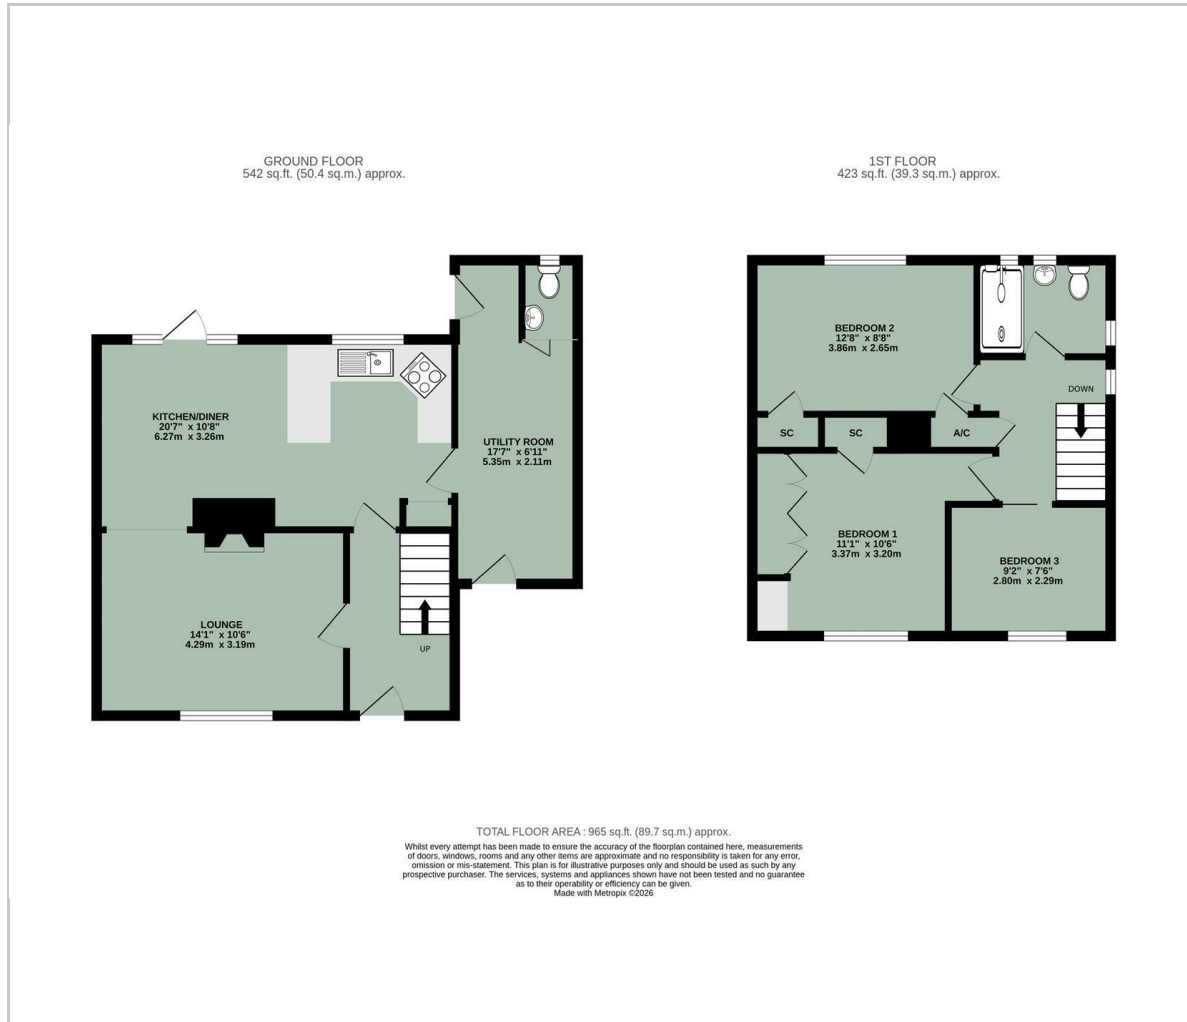 GROUND FLOOR
542 sq.ft. (50.4 sq.m.) approx.
1ST FLOOR
423 sq.ft. (39.3 sq.m.) approx.
KITCHEN/DINER
20'7" x 10'8"
6.27m x 3.26m
UTILITY ROOM
17'7" x 6'11"
5.35m x 2.11m
LOUNGE
14'1" x 10'6"
4.29m x 3.19m
UP
BEDROOM 2
12'8" x 8'8"
3.86m x 2.65m
DOWN
SC
SC
A/C
BEDROOM 1
11'1" x 10'6"
3.37m x 3.20m
BEDROOM 3
9'2" x 7'6"
2.80m x 2.29m
TOTAL FLOOR AREA : 965 sq.ft. (89.7 sq.m.) approx.
Whilst every attempt has been made to ensure the accuracy of the floorplan contained here, measurements
of doors, windows, rooms and any other items are approximate and no responsibility is taken for any error,
omission or mis-statement. This plan is for illustrative purposes only and should be used as such by any
prospective purchaser. The services, systems and appliances shown have not been tested and no guarantee
as to their operability or efficiency can be given.
Made with Metropix ©2026